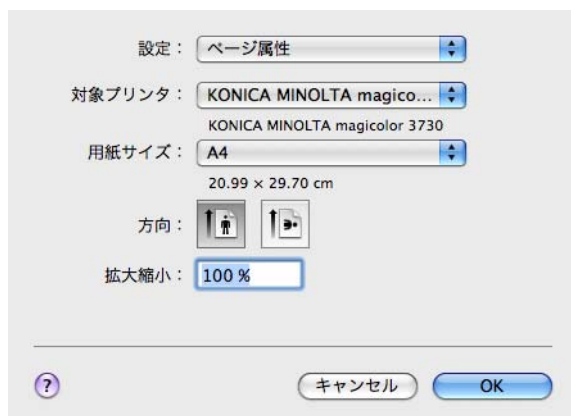 設定： ページ属性
対象プリンタ： KONICA MINOLTA magico...
KONICA MINOLTA magicolor 3730
用紙サイズ： A4
20.99 × 29.70 cm
方向：
拡大縮小： 100 %
? キャンセル OK